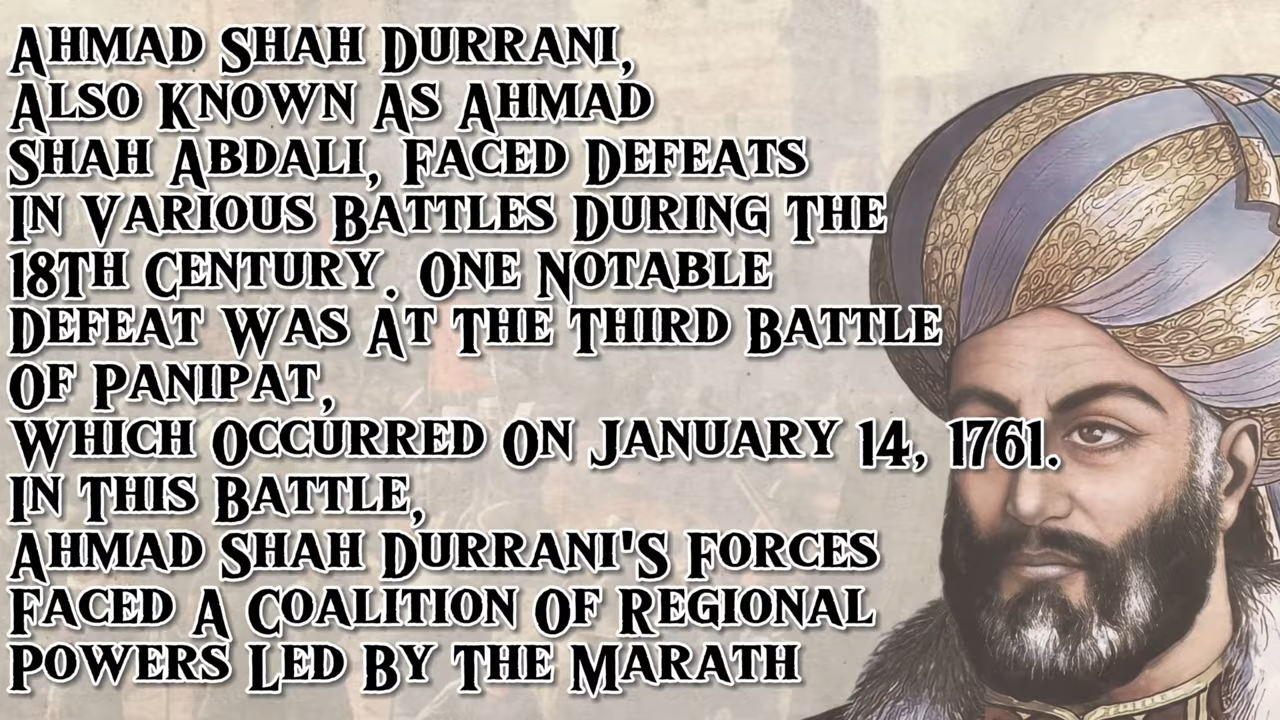 Ahmad Shah Durrani,
Also Known As Ahmad
Shah Abdali, Faced Defeats
In Various Battles During The
18Th Century. One Notable
Defeat Was At The Third Battle
Of Panipat,
Which Occurred On January 14, 1761.
In This Battle,
Ahmad Shah Durrani'S Forces
Faced A Coalition Of Regional
Powers Led By The Marath